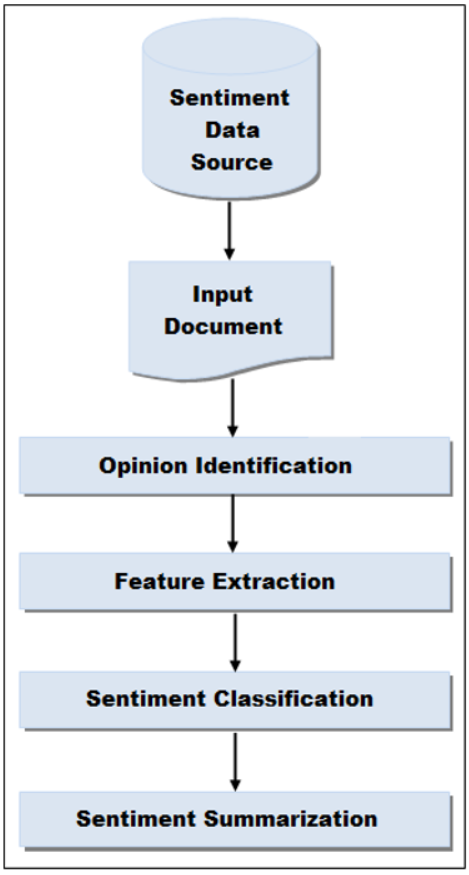 Sentiment
Data
Source
Input
Document
Opinion Identification
Feature Extraction
Sentiment Classification
Sentiment Summarization